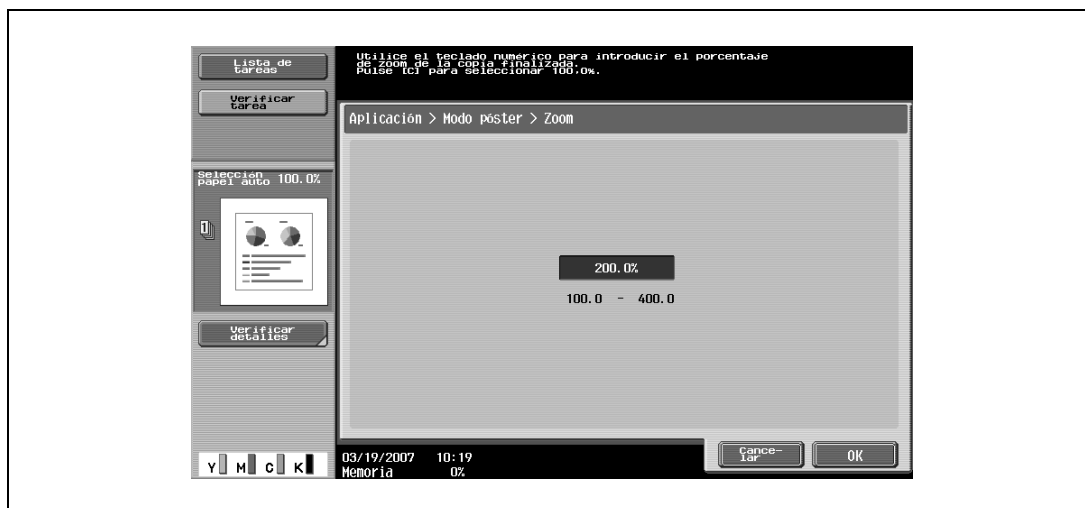 Lista de
tareas
Verificar
tarea
Utilice el teclado numérico para introducir el porcentaje
de zoom de la copia finalizada.
Pulse [C] para seleccionar 100,0%.
Aplicación > Modo póster > Zoom
Selección
papel auto 100.0%
1
200.0%
100.0 - 400.0
Verificar
detalles
Y M C K
03/19/2007 10:19
Memoria 0%
Cance-
lar
OK